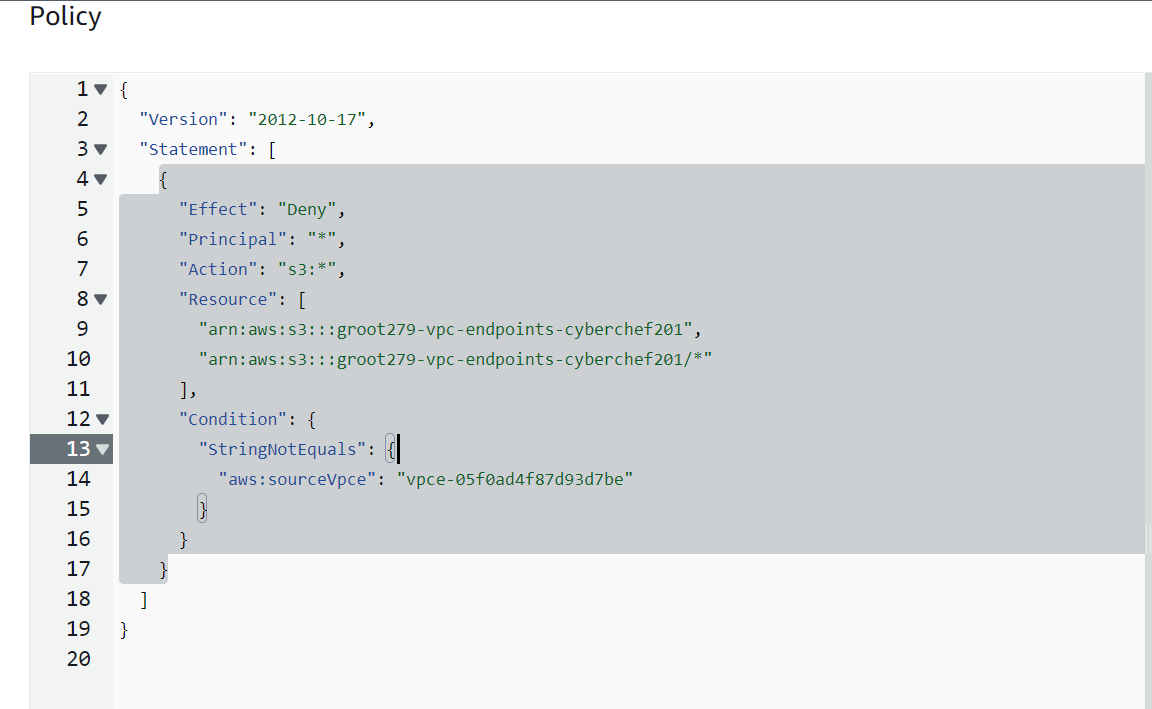 Policy
1 {
2 "Version": "2012-10-17",
3 "Statement": [
4 {
5 "Effect": "Deny",
6 "Principal": "*",
7 "Action": "s3:*",
8 "Resource": [
9 "arn:aws:s3:::groot279-vpc-endpoints-cyberchef201",
10 "arn:aws:s3:::groot279-vpc-endpoints-cyberchef201/*"
11 ],
12 "Condition": {
13 "StringNotEquals": {
14 "aws:sourceVpce": "vpce-05f0ad4f87d93d7be"
15 }
16 }
17 }
18 ]
19 }
20